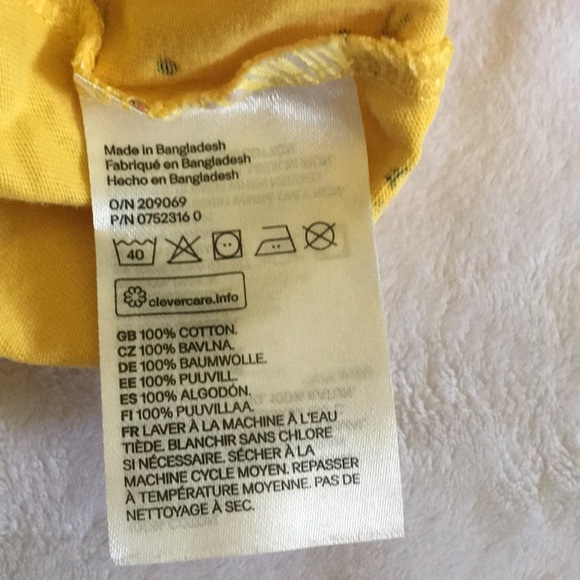 Made in Bangladesh
Fabriqué en Bangladesh
Hecho en Bangladesh
O/N 209069
P/N 0752316 0
40
clevercare.info
GB 100% COTTON.
CZ 100% BAVLNA.
DE 100% BAUMWOLLE.
EE 100% PUUVILL.
ES 100% ALGODÓN.
FI 100% PUUVILLAA.
FR LAVER À LA MACHINE À L'EAU
TIÈDE. BLANCHIR SANS CHLORE
SI NÉCESSAIRE. SÉCHER À LA
MACHINE CYCLE MOYEN. REPASSER
À TEMPÉRATURE MOYENNE. PAS DE
NETTOYAGE À SEC.